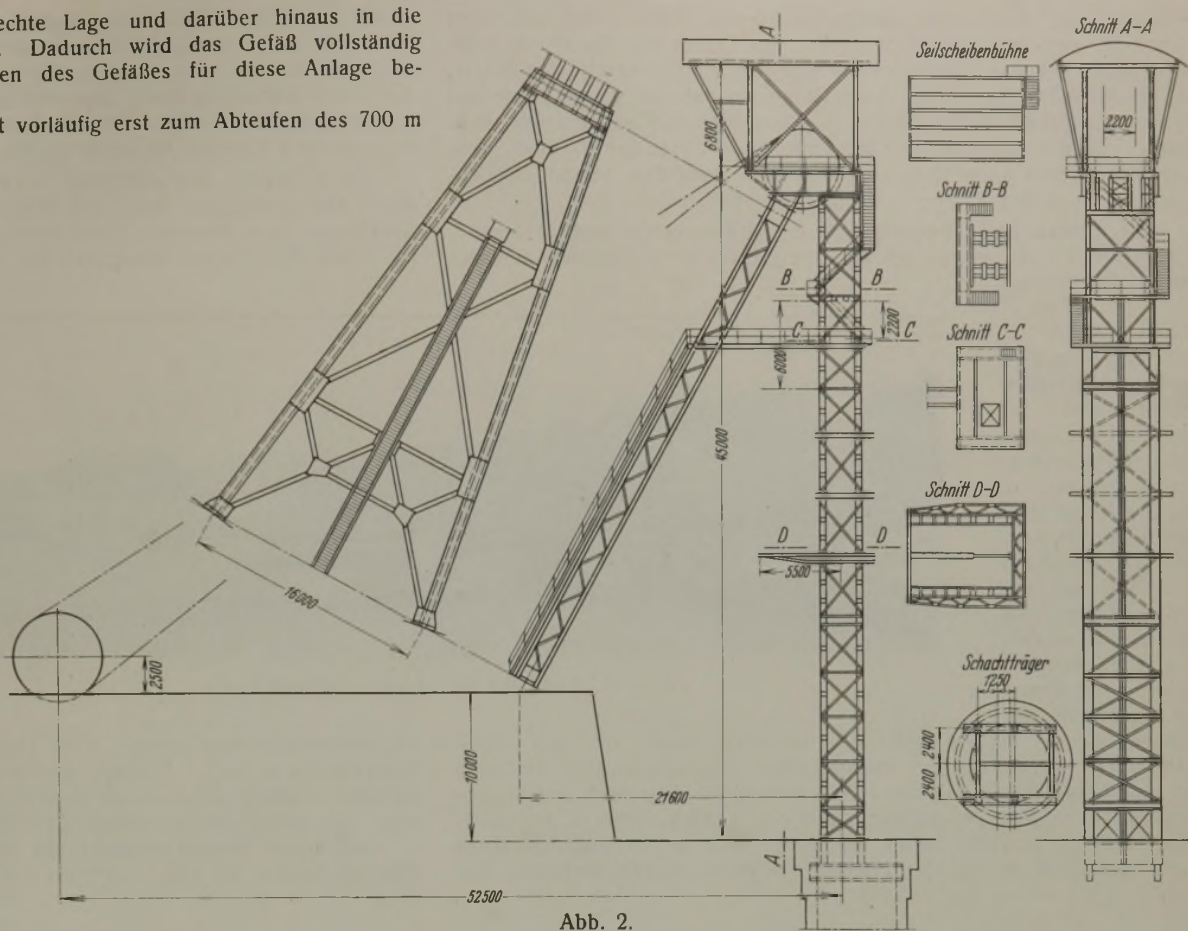 echte Lage und darüber hinaus in die
. Dadurch wird das Gefäß vollständig
en des Gefäßes für diese Anlage be-
t vorläufig erst zum Abteufen des 700 m
A
Seilscheibenbühne
Schnitt A-A
2200
6800
Schnitt B-B
B
B
2200
C
C
6000
Schnitt C-C
45000
Schnitt D-D
D
D
5500
16000
2500
Schachtträger
1250
2400
2400
10000
21600
A
52500
Abb. 2.